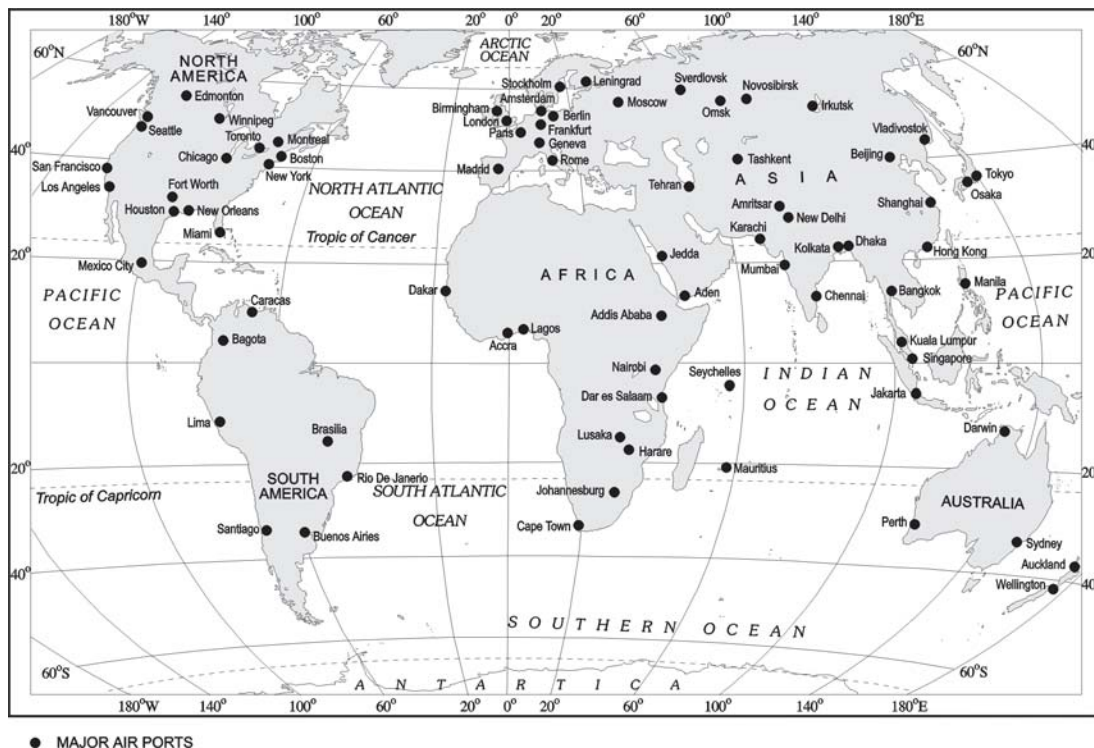 180°W 140° 100° 60° 20° 0° 20° 60° 100° 140° 180°E
60°N
ARCTIC
OCEAN
60°N
NORTH
AMERICA
Edmonton
Vancouver
Seattle
Winnipeg
Toronto
Montreal
Chicago
Boston
New York
San Francisco
Los Angeles
Fort Worth
Houston
New Orleans
Miami
Mexico City
40°
20°
NORTH ATLANTIC
OCEAN
Tropic of Cancer
PACIFIC
OCEAN
Caracas
Bagota
Lima
Brasilia
Rio De Janerio
SOUTH
AMERICA
Santiago
Buenos Airies
SOUTH ATLANTIC
OCEAN
Tropic of Capricorn
20°
40°
60°S
Stockholm
Leningrad
Amsterdam
Birmingham
London
Berlin
Paris
Frankfurt
Geneva
Madrid
Rome
Moscow
Sverdlovsk
Omsk
Novosibirsk
Irkutsk
Vladivostok
Tashkent
Beijing
Tokyo
Osaka
Tehran
ASIA
Amritsar
New Delhi
Shanghai
Karachi
Kolkata
Dhaka
Hong Kong
Mumbai
Chennai
Bangkok
Manila
Jedda
Aden
AFRICA
Dakar
Addis Ababa
Lagos
Accra
Nairobi
Seychelles
Dar es Salaam
Lusaka
Harare
Mauritius
Johannesburg
Cape Town
INDIAN
OCEAN
Kuala Lumpur
Singapore
Jakarta
PACIFIC
OCEAN
40°
20°
Darwin
AUSTRALIA
Perth
Sydney
Auckland
Wellington
20°
40°
60°S
SOUTHERN OCEAN
ANTARTICA
180°W 140° 100° 60° 20° 0° 20° 60° 100° 140° 180°E
MAJOR AIR PORTS